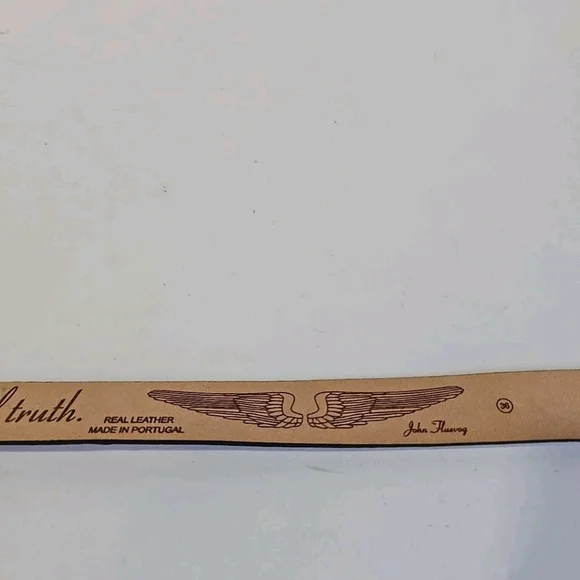 truth.
REAL LEATHER
MADE IN PORTUGAL
John Fluevog
36